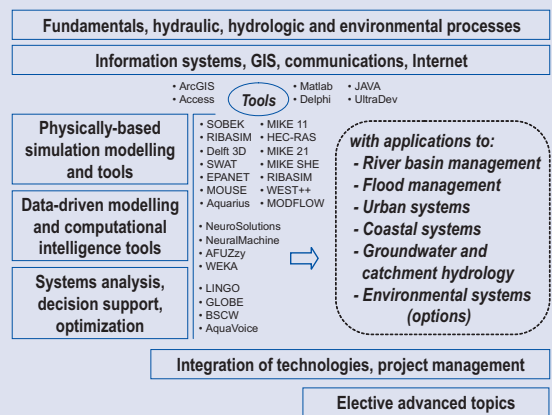 Fundamentals, hydraulic, hydrologic and environmental processes
Information systems, GIS, communications, Internet
• ArcGIS
• Access
Tools
• Matlab
• Delphi
• JAVA
• UltraDev
Physically-based
simulation modelling
and tools
• SOBEK
• RIBASIM
• Delft 3D
• SWAT
• EPANET
• MOUSE
• Aquarius
• MIKE 11
• HEC-RAS
• MIKE 21
• MIKE SHE
• RIBASIM
• WEST++
• MODFLOW
Data-driven modelling
and computational
intelligence tools
• NeuroSolutions
• NeuralMachine
• AFUZzy
• WEKA
Systems analysis,
decision support,
optimization
• LINGO
• GLOBE
• BSCW
• AquaVoice
with applications to:
- River basin management
- Flood management
- Urban systems
- Coastal systems
- Groundwater and
catchment hydrology
- Environmental systems
(options)
Integration of technologies, project management
Elective advanced topics